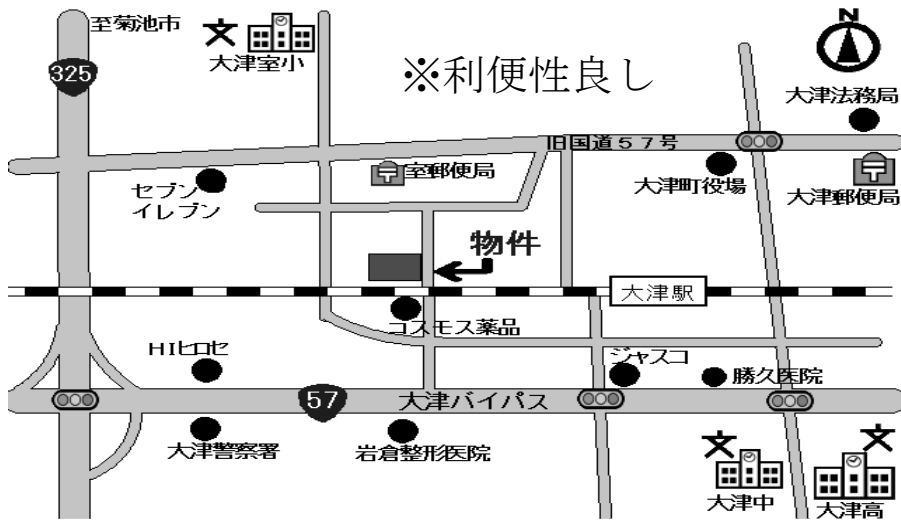 至菊池市
文
大津室小
N
325
※利便性良し
大津法務局
旧国道57号
室郵便局
大津町役場
大津郵便局
セブン
イレブン
物件
大津駅
コスモス薬品
HIヒロセ
ジャスコ
勝久医院
57
大津バイパス
大津警察署
岩倉整形医院
文
大津中
文
大津高